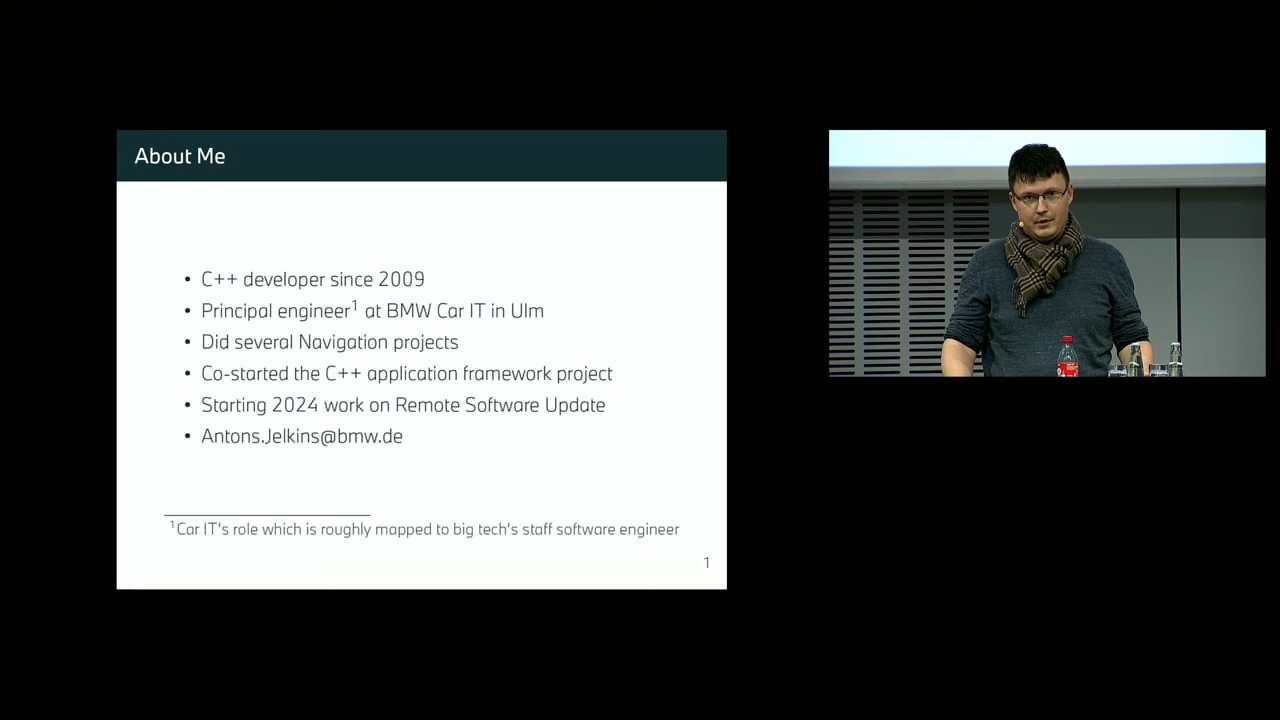 About Me
• C++ developer since 2009
• Principal engineer¹ at BMW Car IT in Ulm
• Did several Navigation projects
• Co-started the C++ application framework project
• Starting 2024 work on Remote Software Update
• Antons.Jelkins@bmw.de
¹Car IT's role which is roughly mapped to big tech's staff software engineer
1